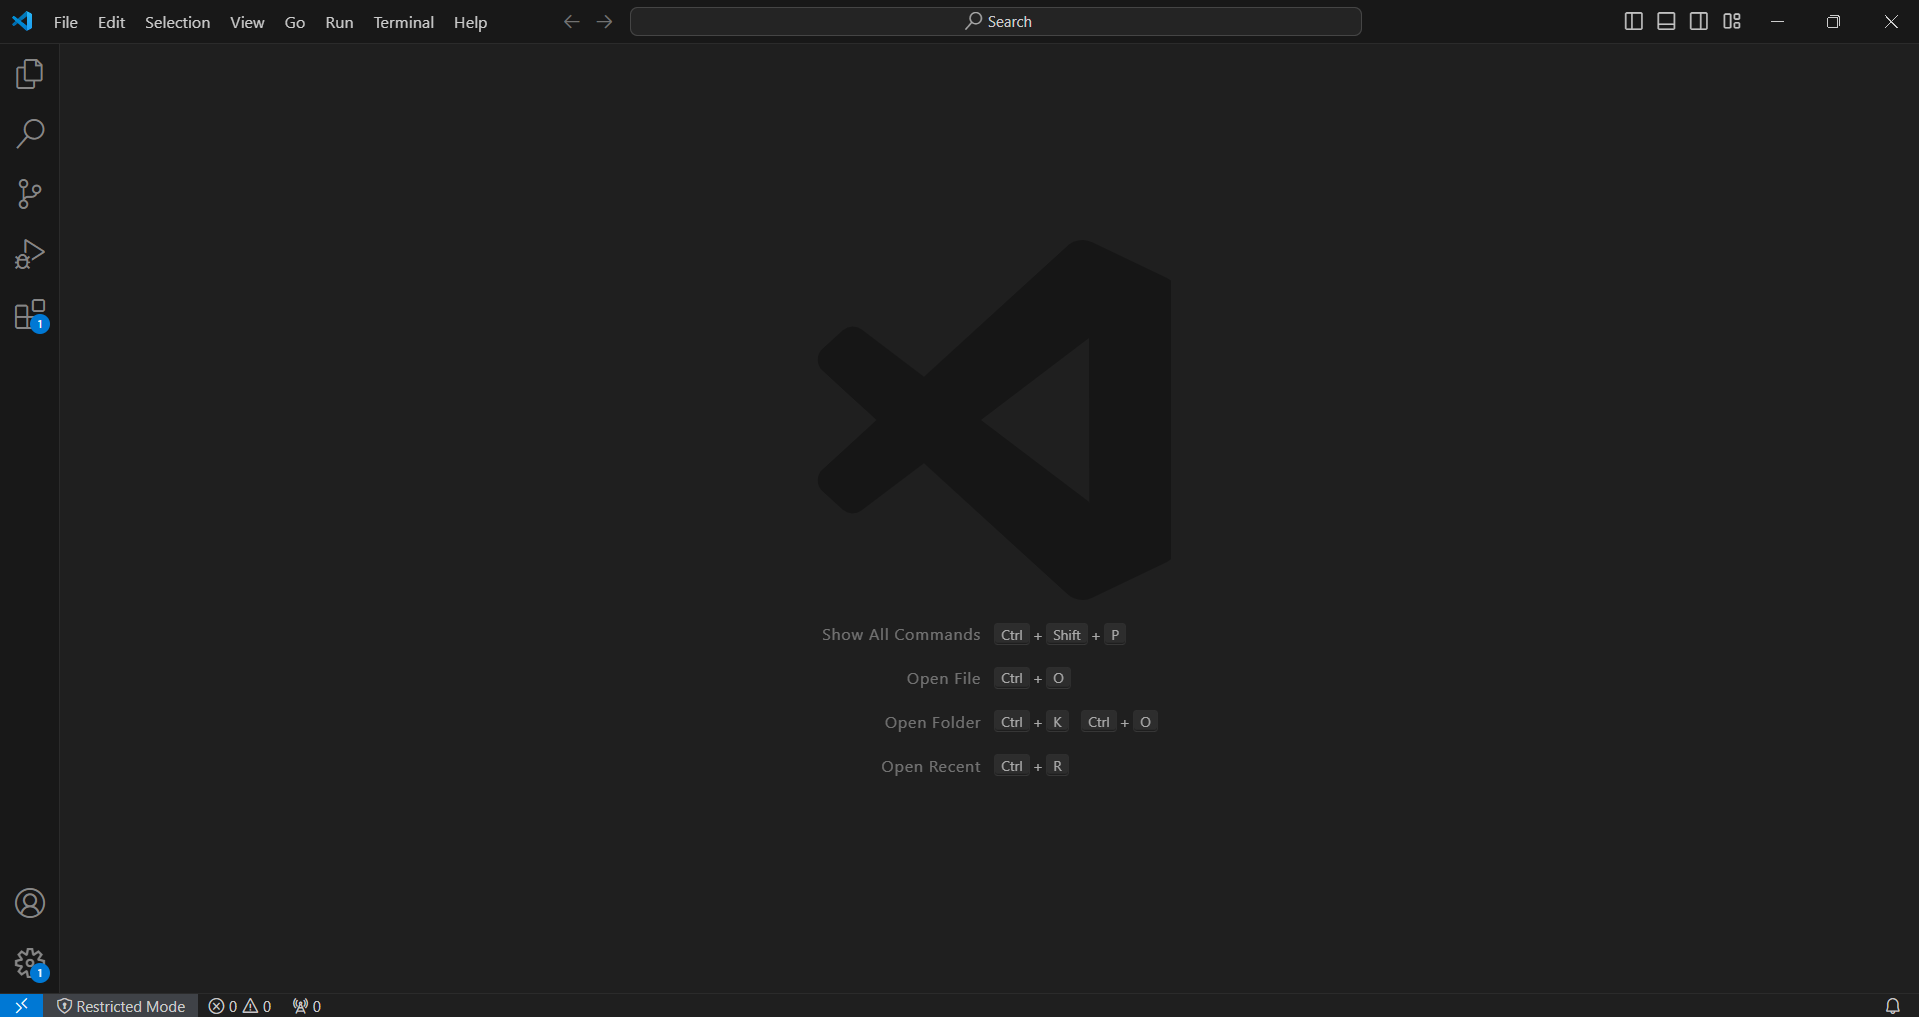 File Edit Selection View Go Run Terminal Help Search
1
Show All Commands Ctrl + Shift + P
Open File Ctrl + O
Open Folder Ctrl + K Ctrl + O
Open Recent Ctrl + R
1
Restricted Mode 0 0 0